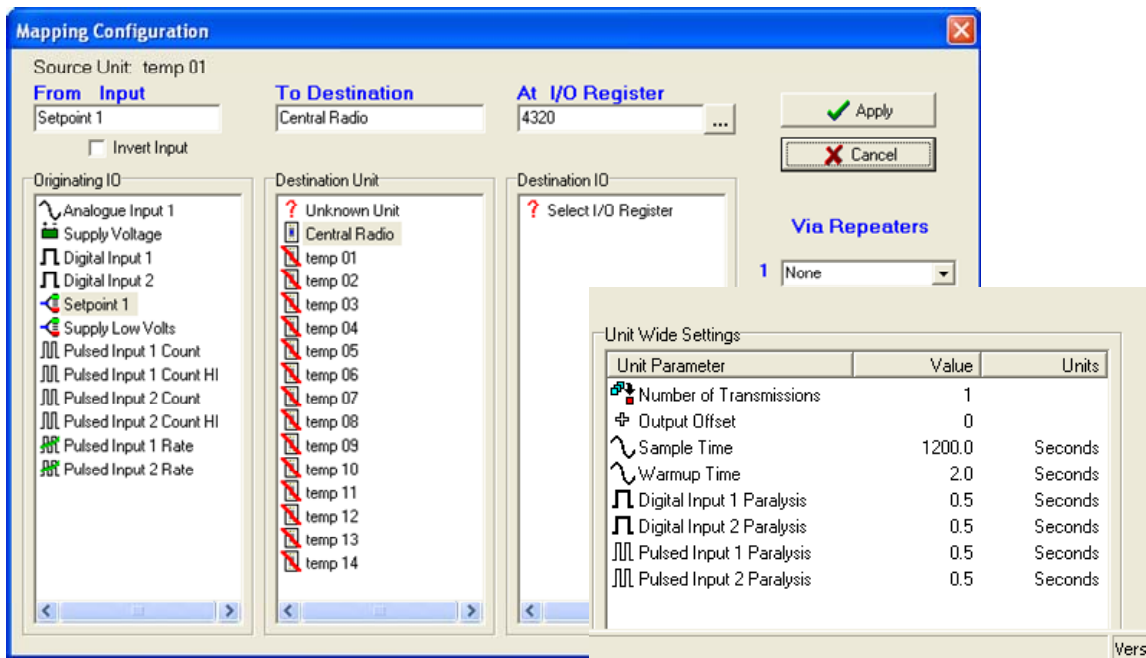 Mapping Configuration
Source Unit: temp 01
From Input
To Destination
At I/O Register
Setpoint 1
Central Radio
4320
...
Apply
Invert Input
Cancel
Originating IO
Analogue Input 1
Supply Voltage
Digital Input 1
Digital Input 2
Setpoint 1
Supply Low Volts
Pulsed Input 1 Count
Pulsed Input 1 Count HI
Pulsed Input 2 Count
Pulsed Input 2 Count HI
Pulsed Input 1 Rate
Pulsed Input 2 Rate
Destination Unit
? Unknown Unit
Central Radio
temp 01
temp 02
temp 03
temp 04
temp 05
temp 06
temp 07
temp 08
temp 09
temp 10
temp 11
temp 12
temp 13
temp 14
Destination IO
? Select I/O Register
Via Repeaters
1 None
Unit Wide Settings
Unit Parameter Value Units
Number of Transmissions 1
Output Offset 0
Sample Time 1200.0 Seconds
Warmup Time 2.0 Seconds
Digital Input 1 Paralysis 0.5 Seconds
Digital Input 2 Paralysis 0.5 Seconds
Pulsed Input 1 Paralysis 0.5 Seconds
Pulsed Input 2 Paralysis 0.5 Seconds
Vers